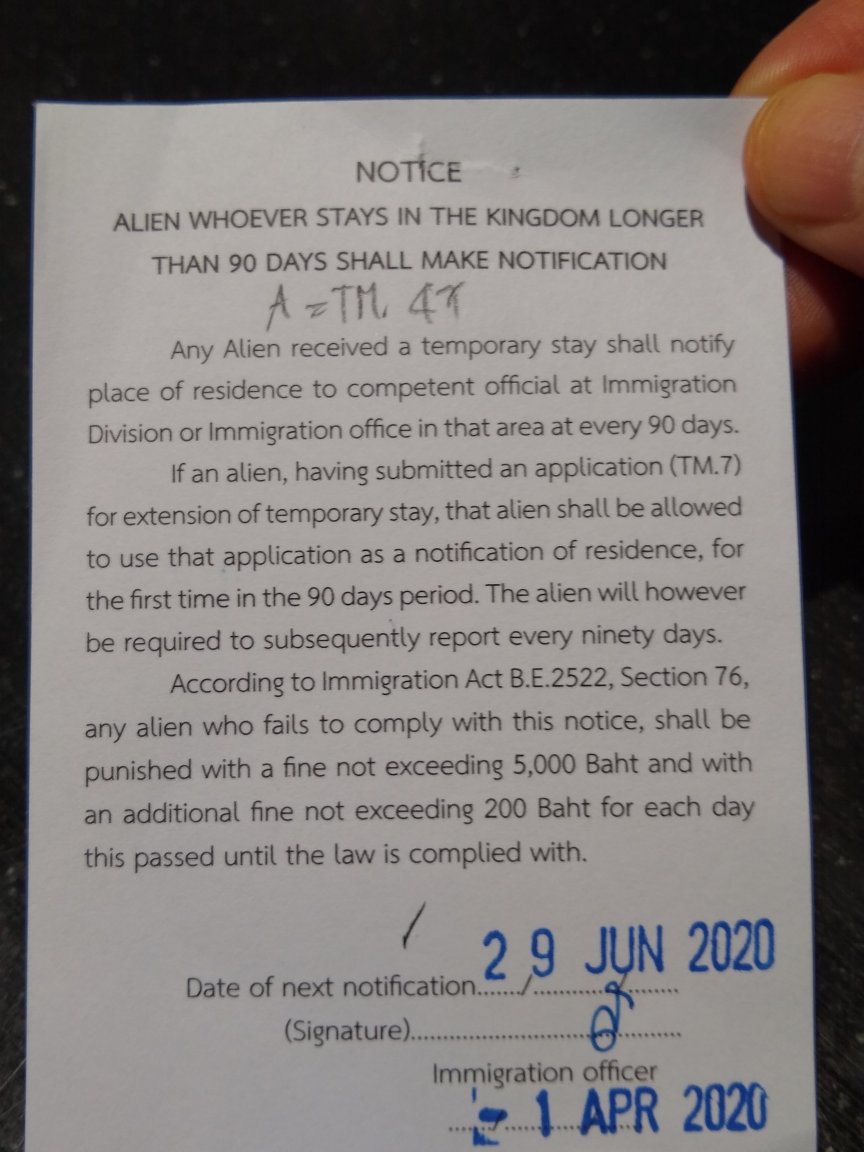 NOTICE
ALIEN WHOEVER STAYS IN THE KINGDOM LONGER
THAN 90 DAYS SHALL MAKE NOTIFICATION
A = TM. 47
Any Alien received a temporary stay shall notify
place of residence to competent official at Immigration
Division or Immigration office in that area at every 90 days.
If an alien, having submitted an application (TM.7)
for extension of temporary stay, that alien shall be allowed
to use that application as a notification of residence, for
the first time in the 90 days period. The alien will however
be required to subsequently report every ninety days.
According to Immigration Act B.E.2522, Section 76,
any alien who fails to comply with this notice, shall be
punished with a fine not exceeding 5,000 Baht and with
an additional fine not exceeding 200 Baht for each day
this passed until the law is complied with.
29 JUN 2020
Date of next notification....../....................
(Signature)....................................
Immigration officer
- 1 APR 2020